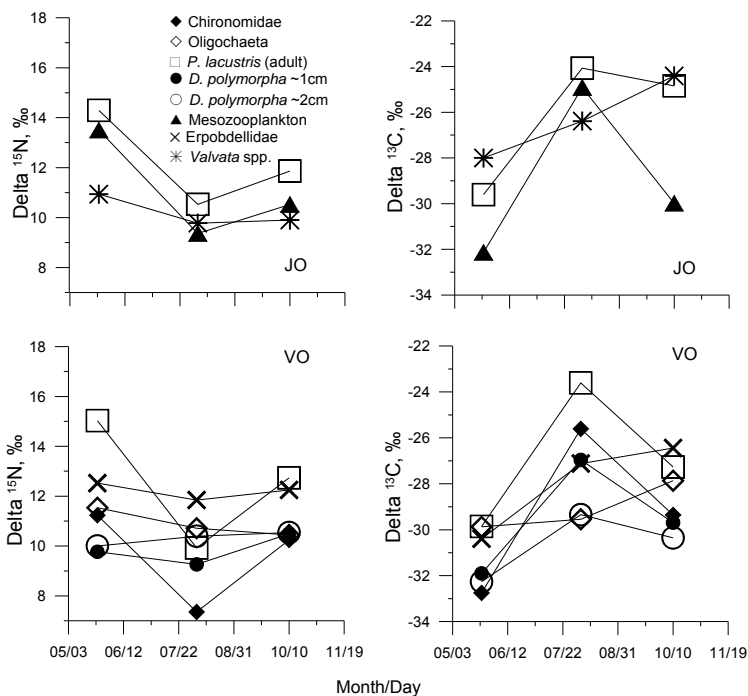 18
16
14
12
10
8
Delta ¹⁵N, ‰
Chironomidae
Oligochaeta
P. lacustris (adult)
D. polymorpha ~1cm
D. polymorpha ~2cm
Mesozooplankton
Erpobdellidae
Valvata spp.
JO
-22
-24
-26
-28
-30
-32
-34
Delta ¹³C, ‰
JO
18
16
14
12
10
8
Delta ¹⁵N, ‰
VO
05/03 06/12 07/22 08/31 10/10 11/19
-22
-24
-26
-28
-30
-32
-34
Delta ¹³C, ‰
VO
05/03 06/12 07/22 08/31 10/10 11/19
Month/Day